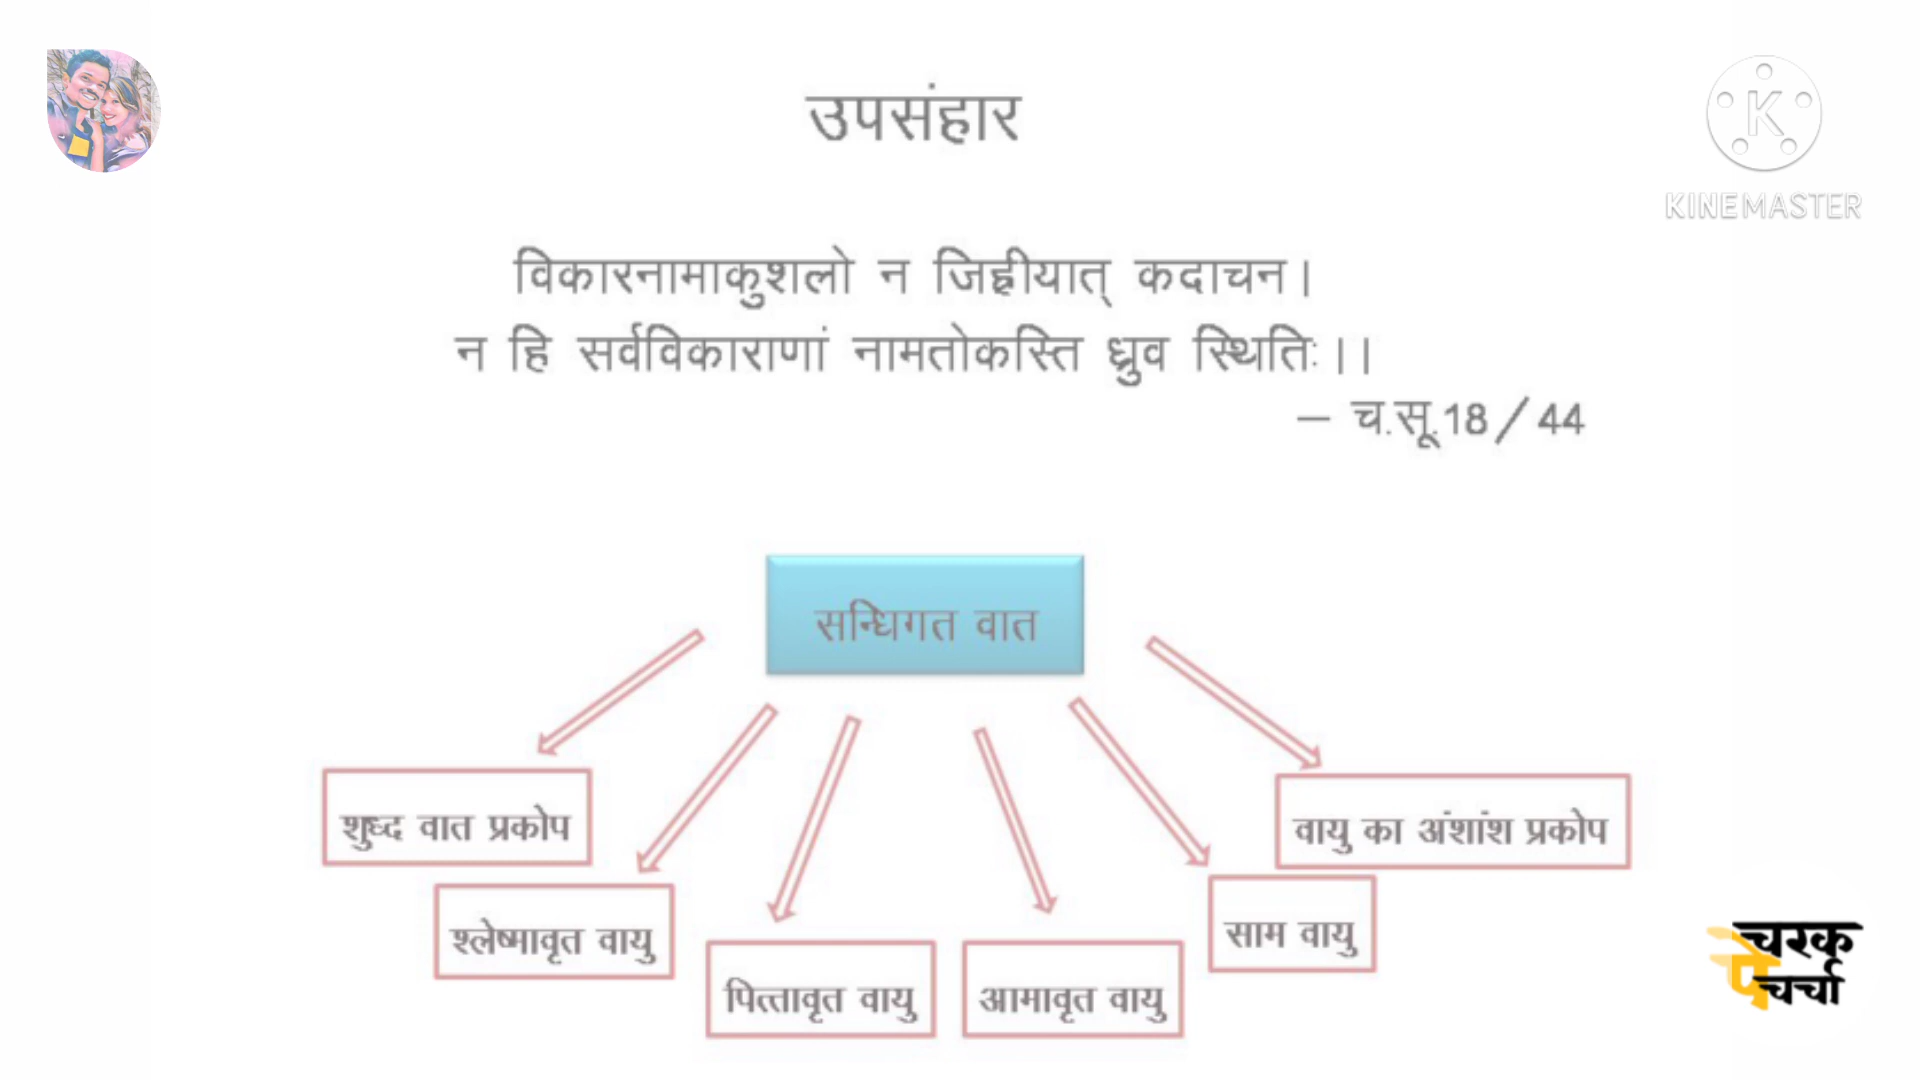 उपसंहार
K
KINEMASTER
विकारनामाकुशलो न जिह्रीयात् कदाचन।
न हि सर्वविकाराणां नामतोकस्ति ध्रुव स्थितिः।।
– च.सू.18/44
सन्धिगत वात
शुध्द वात प्रकोप
वायु का अंशांश प्रकोप
श्लेष्मावृत वायु
साम वायु
पित्तावृत वायु
आमावृत वायु
चरक
पे
चर्चा